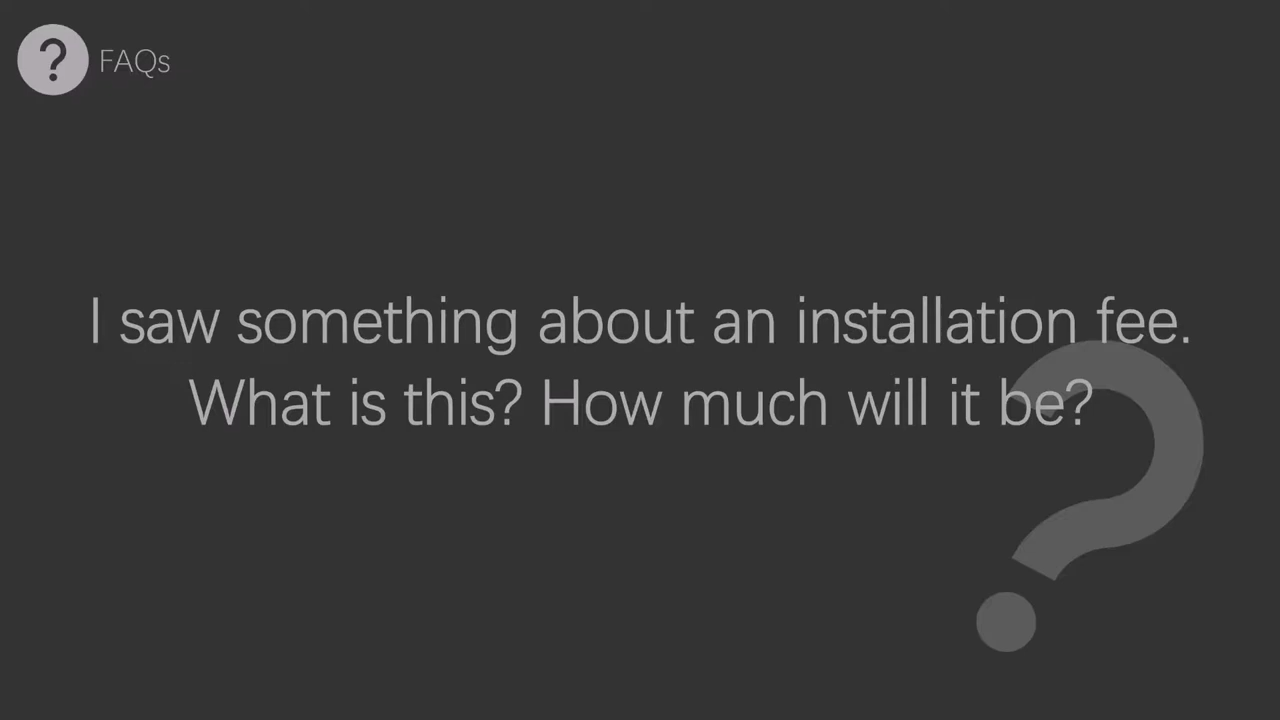 ? FAQs
I saw something about an installation fee.
What is this? How much will it be?
?